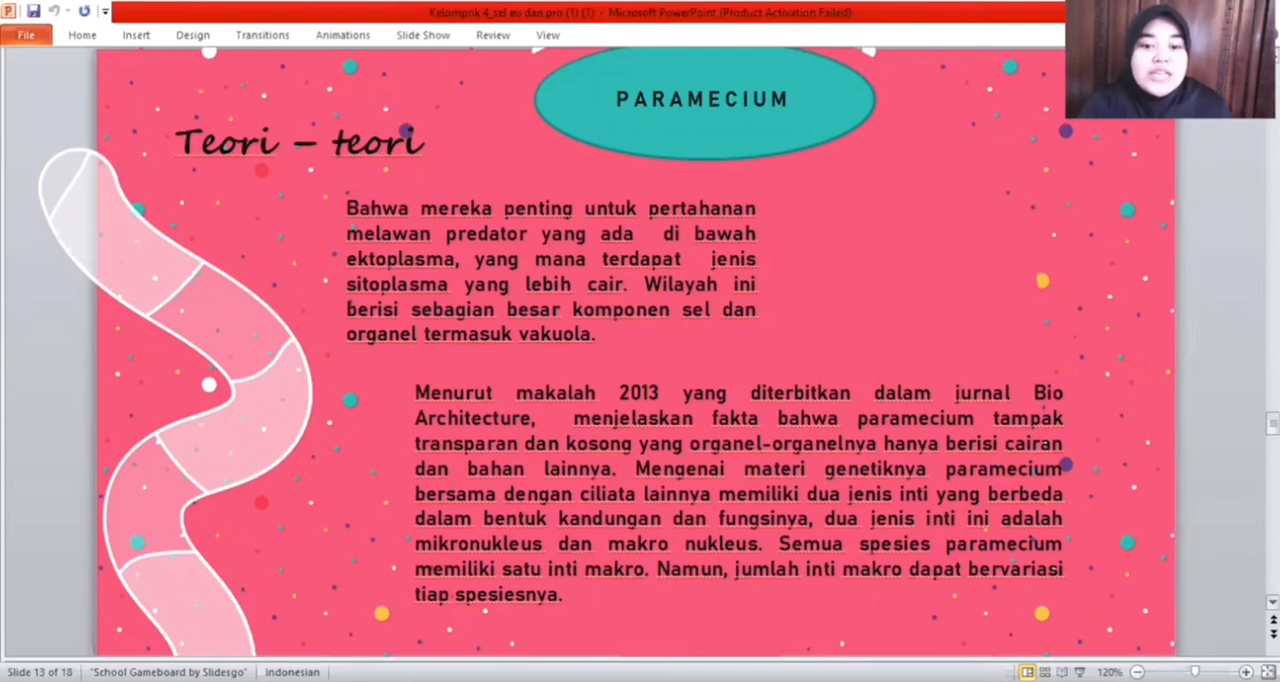 Kelompok 4_sel eu dan pro (1) (1) - Microsoft PowerPoint (Product Activation Failed)
File Home Insert Design Transitions Animations Slide Show Review View
PARAMECIUM
Teori – teori
Bahwa mereka penting untuk pertahanan
melawan predator yang ada di bawah
ektoplasma, yang mana terdapat jenis
sitoplasma yang lebih cair. Wilayah ini
berisi sebagian besar komponen sel dan
organel termasuk vakuola.
Menurut makalah 2013 yang diterbitkan dalam jurnal Bio
Architecture, menjelaskan fakta bahwa paramecium tampak
transparan dan kosong yang organel-organelnya hanya berisi cairan
dan bahan lainnya. Mengenai materi genetiknya paramecium
bersama dengan ciliata lainnya memiliki dua jenis inti yang berbeda
dalam bentuk kandungan dan fungsinya, dua jenis inti ini adalah
mikronukleus dan makro nukleus. Semua spesies paramecium
memiliki satu inti makro. Namun, jumlah inti makro dapat bervariasi
tiap spesiesnya.
Slide 13 of 18 "School Gameboard by Slidesgo" Indonesian 120%